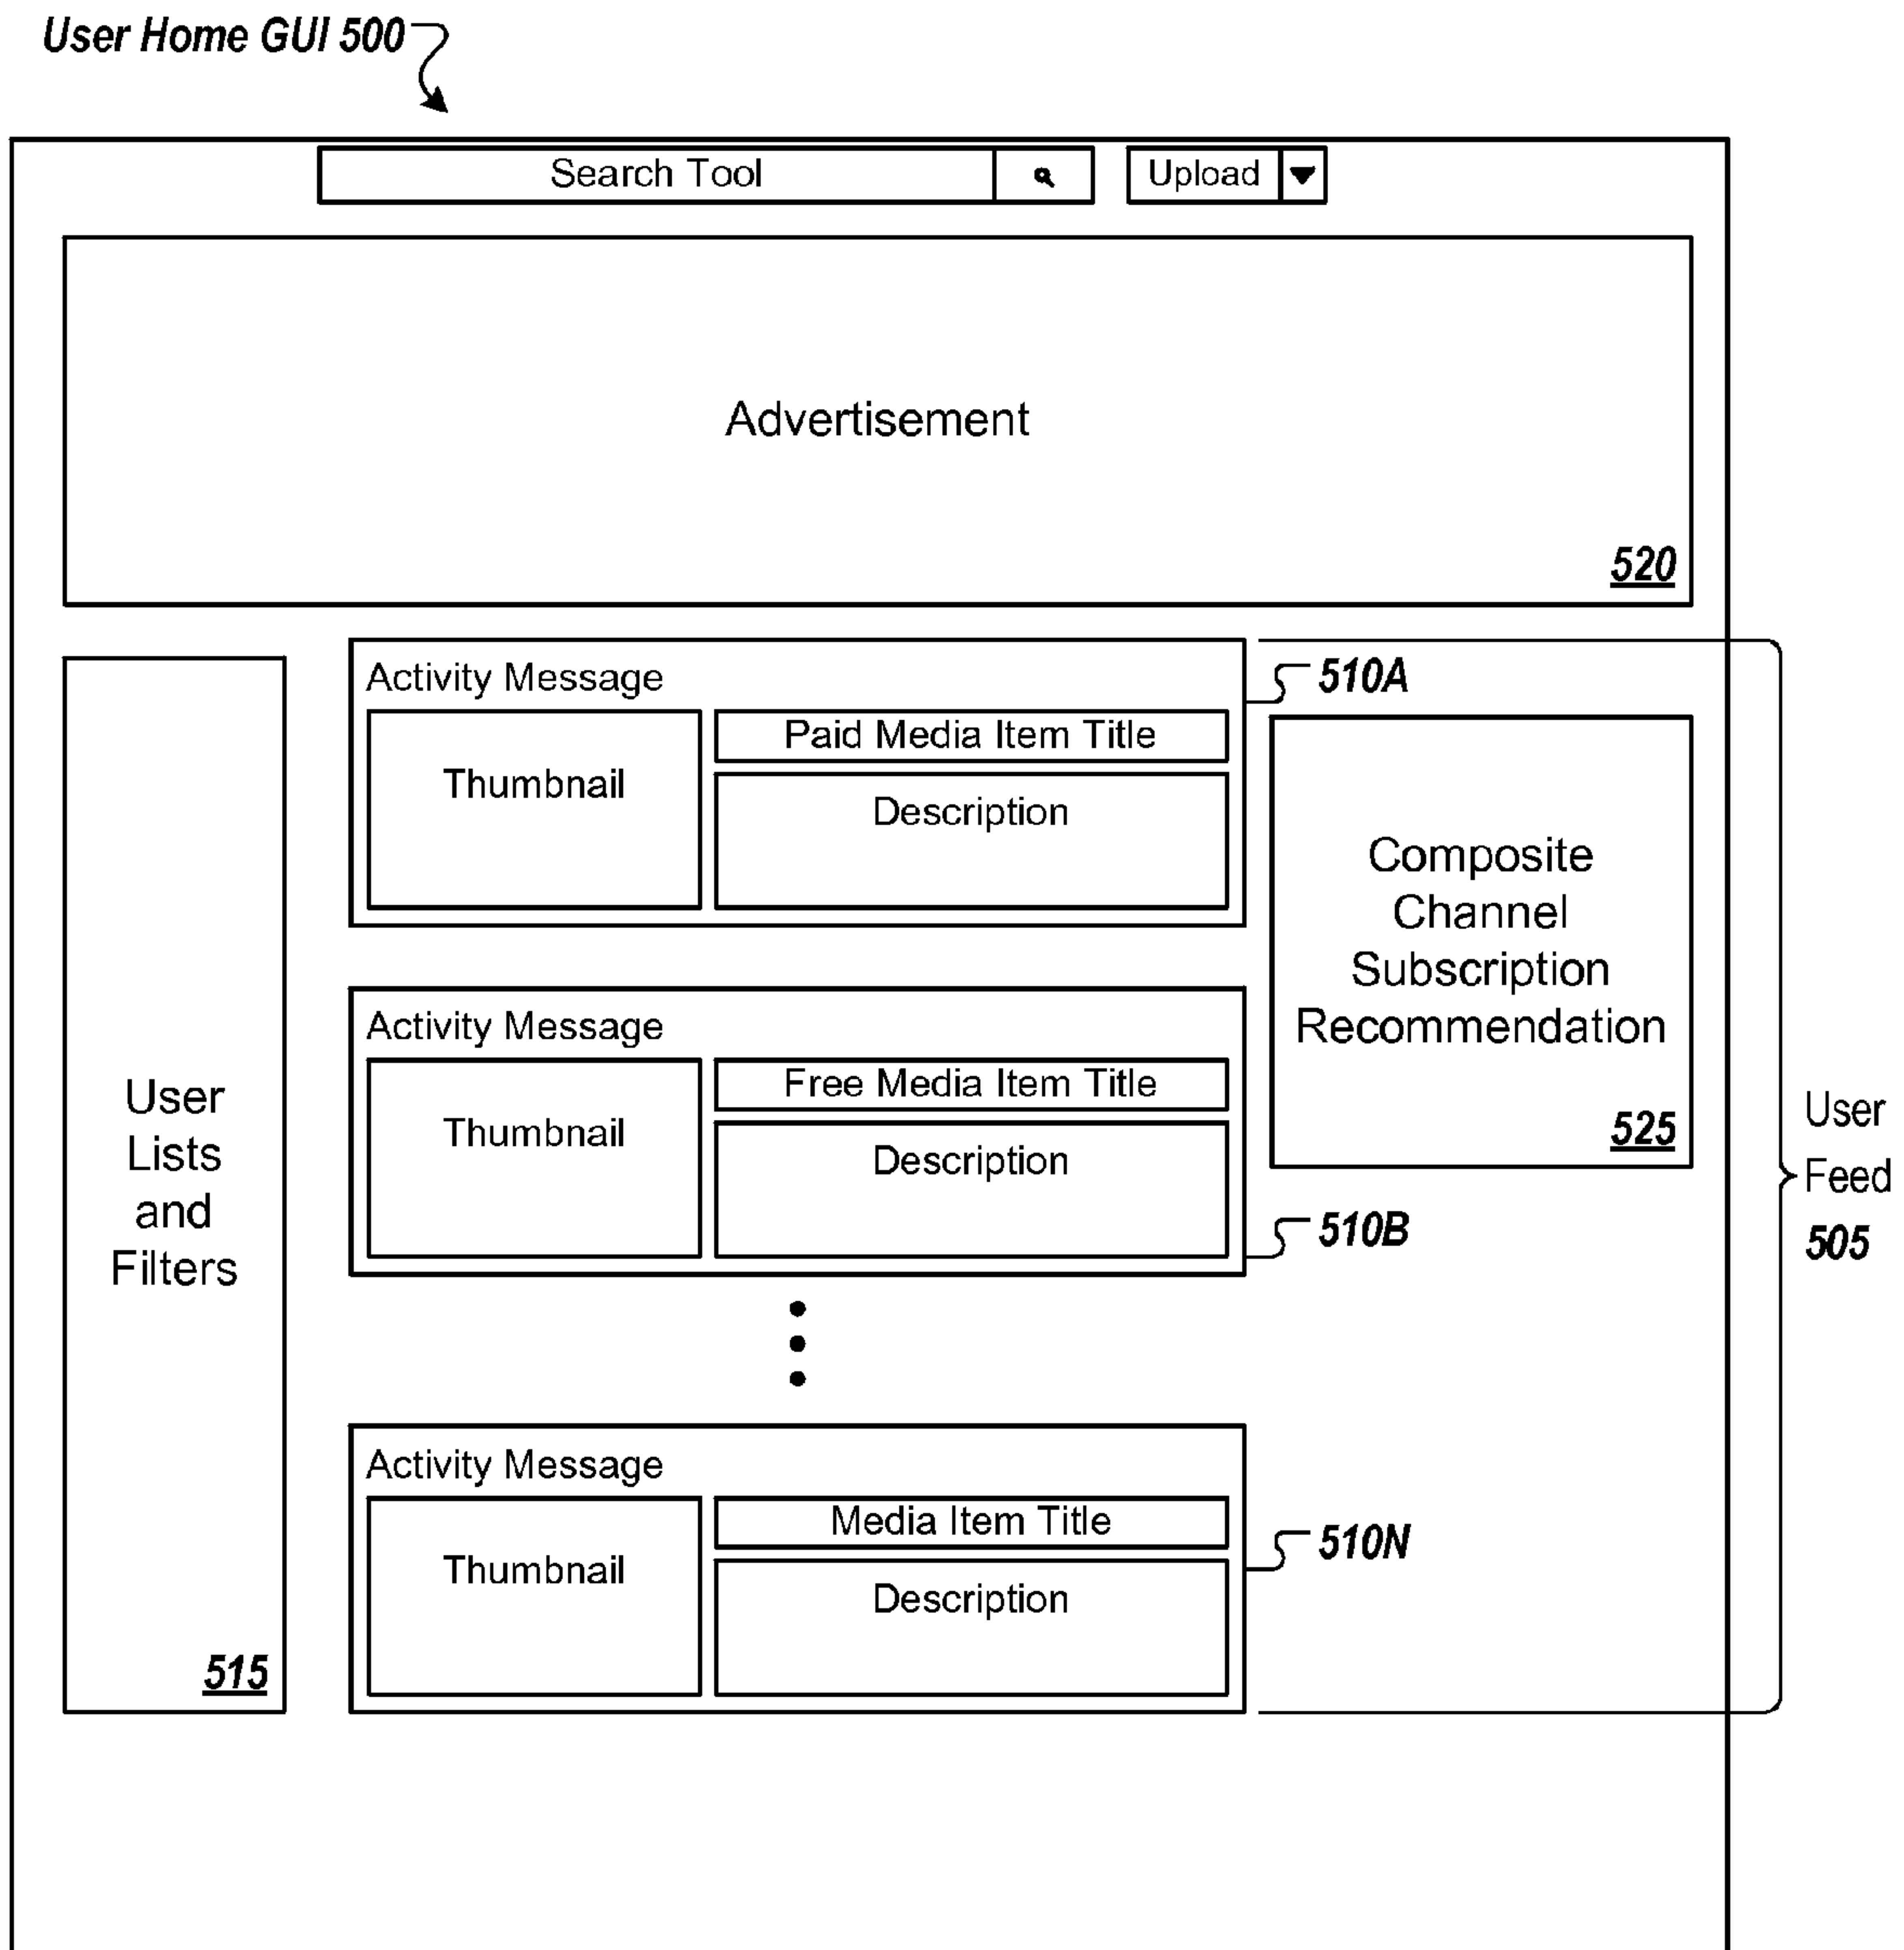 User Home GUI 500
Search Tool
Upload
Advertisement
520
Activity Message
510A
Thumbnail
Paid Media Item Title
Description
Composite
Channel
Subscription
Recommendation
525
Activity Message
Thumbnail
Free Media Item Title
Description
510B
User
Lists
and
Filters
515
User
Feed
505
Activity Message
Thumbnail
Media Item Title
Description
510N